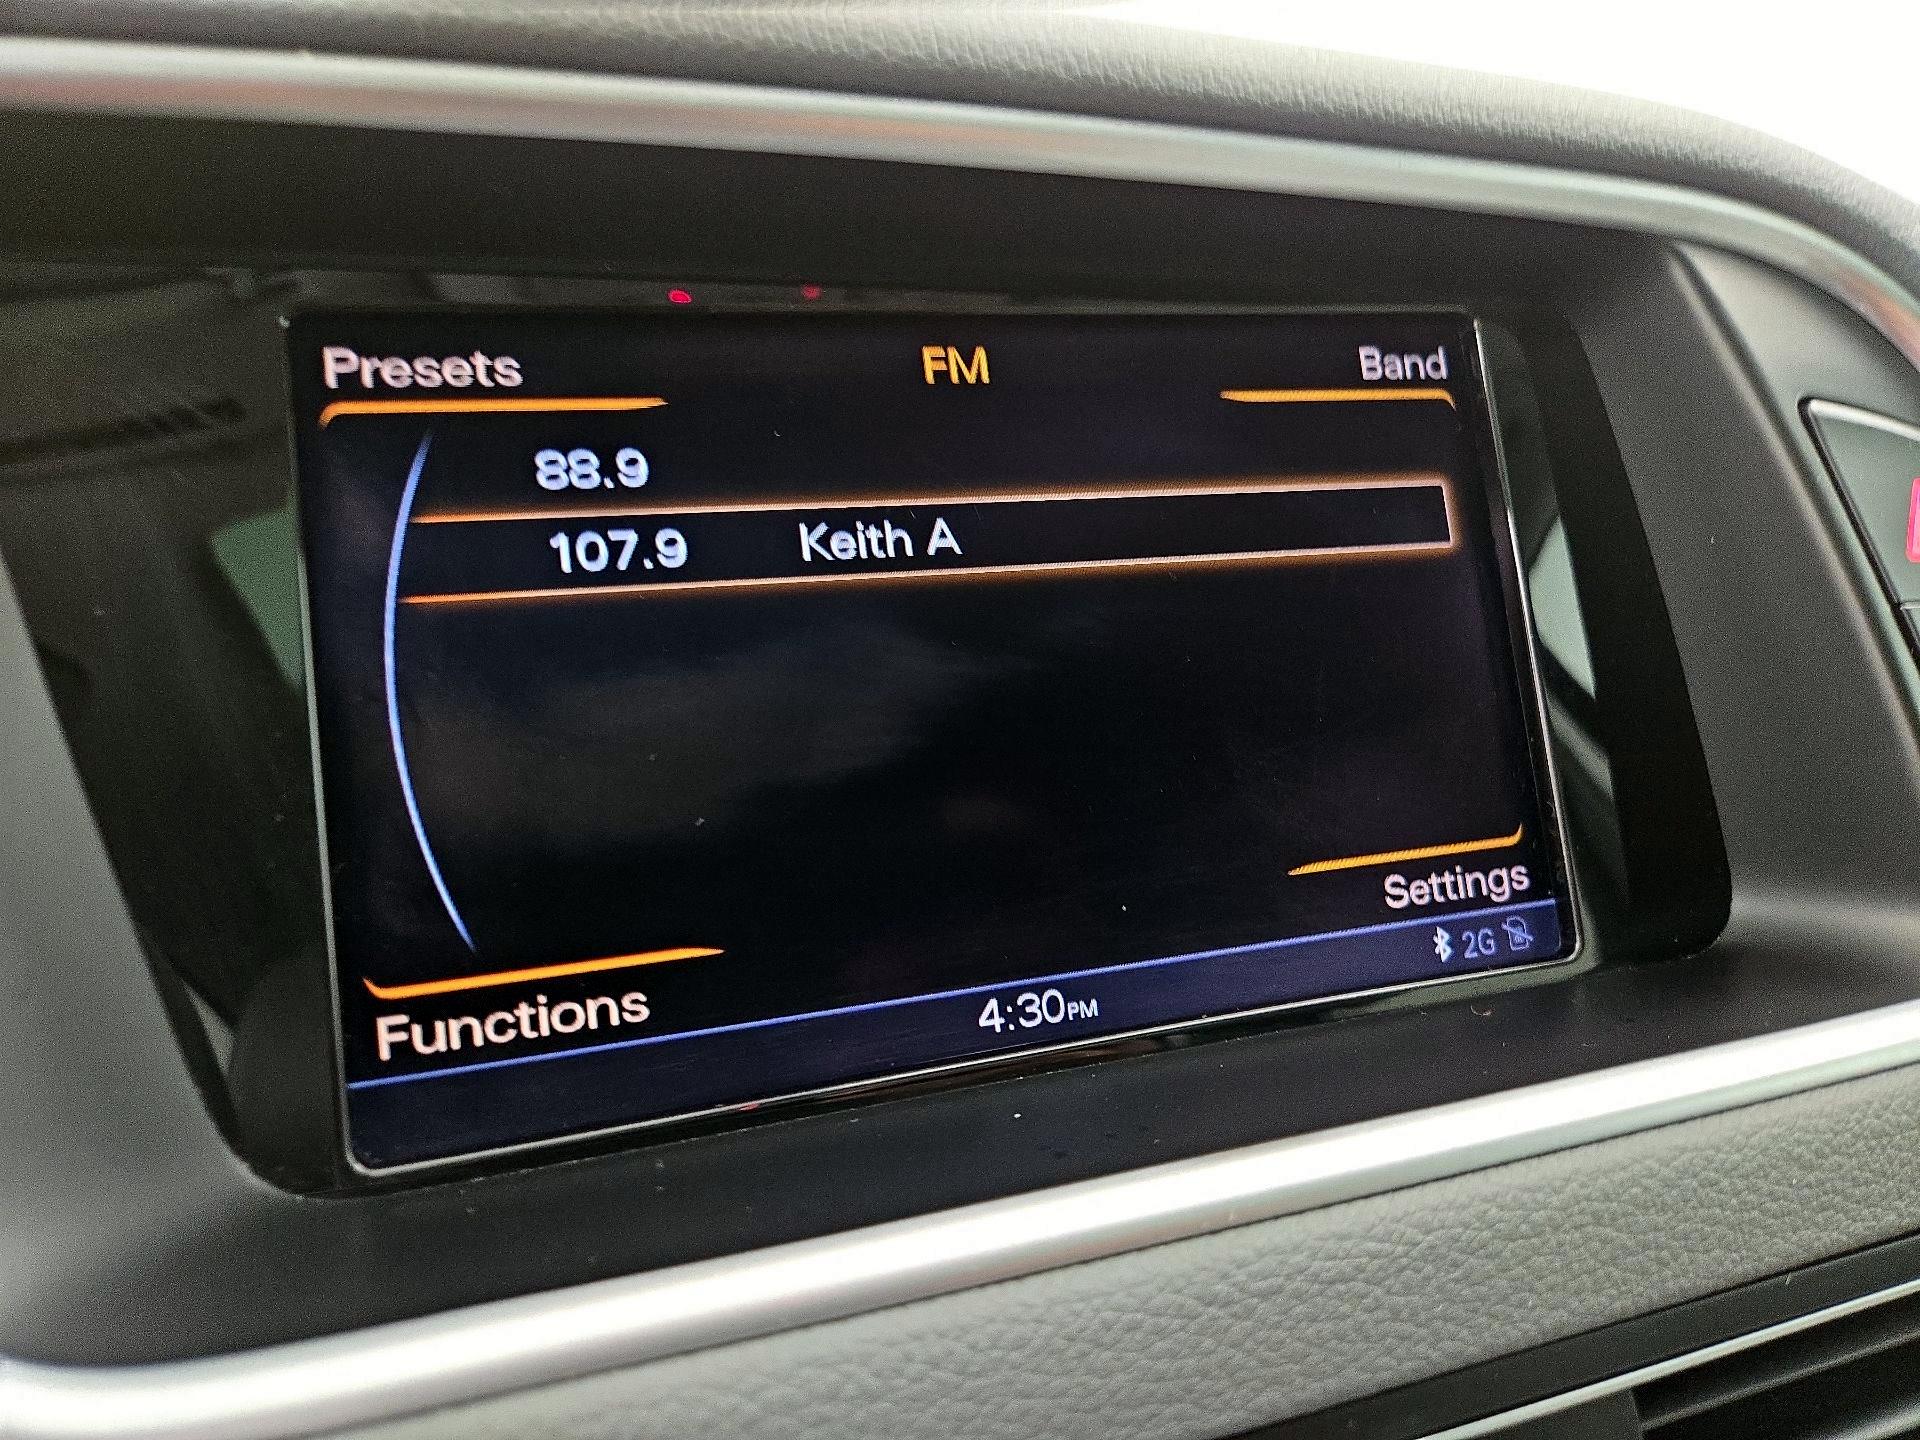 Presets FM Band
88.9
107.9 Keith A
Settings
2G
Functions
4:30PM